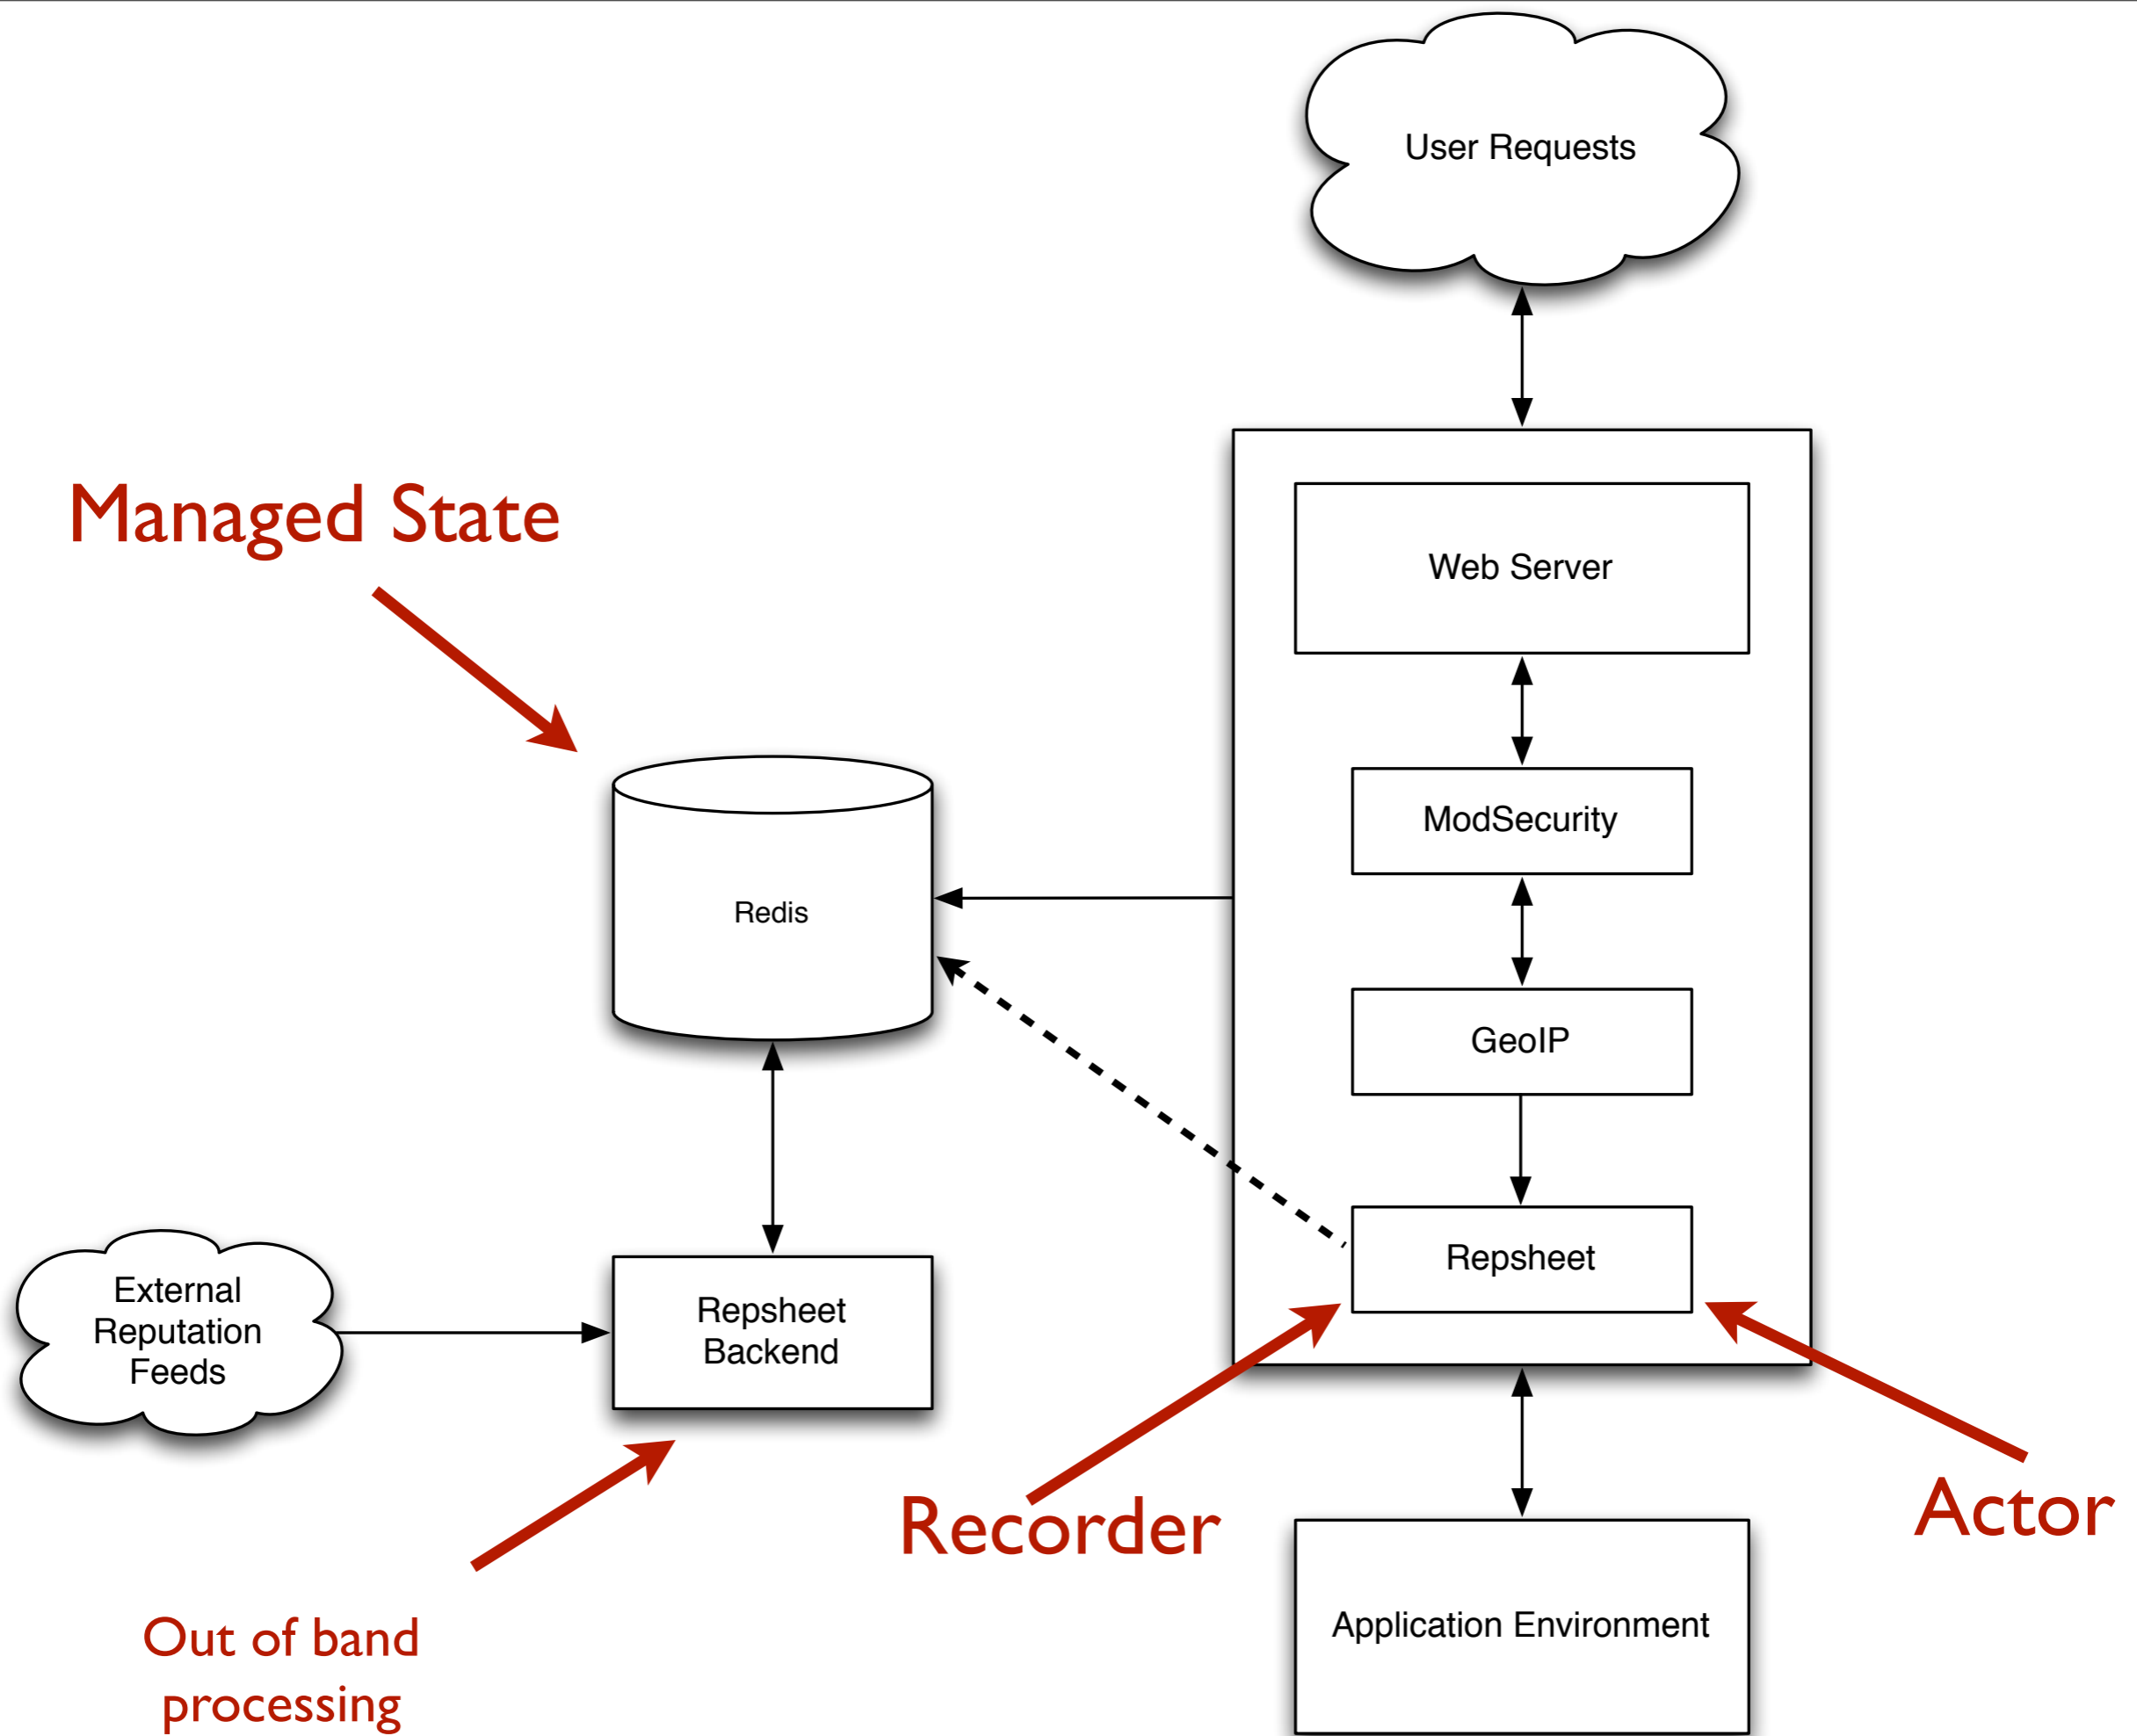 User Requests
Managed State
Web Server
ModSecurity
Redis
GeoIP
Repsheet
External
Reputation
Feeds
Repsheet
Backend
Recorder
Actor
Out of band
processing
Application Environment